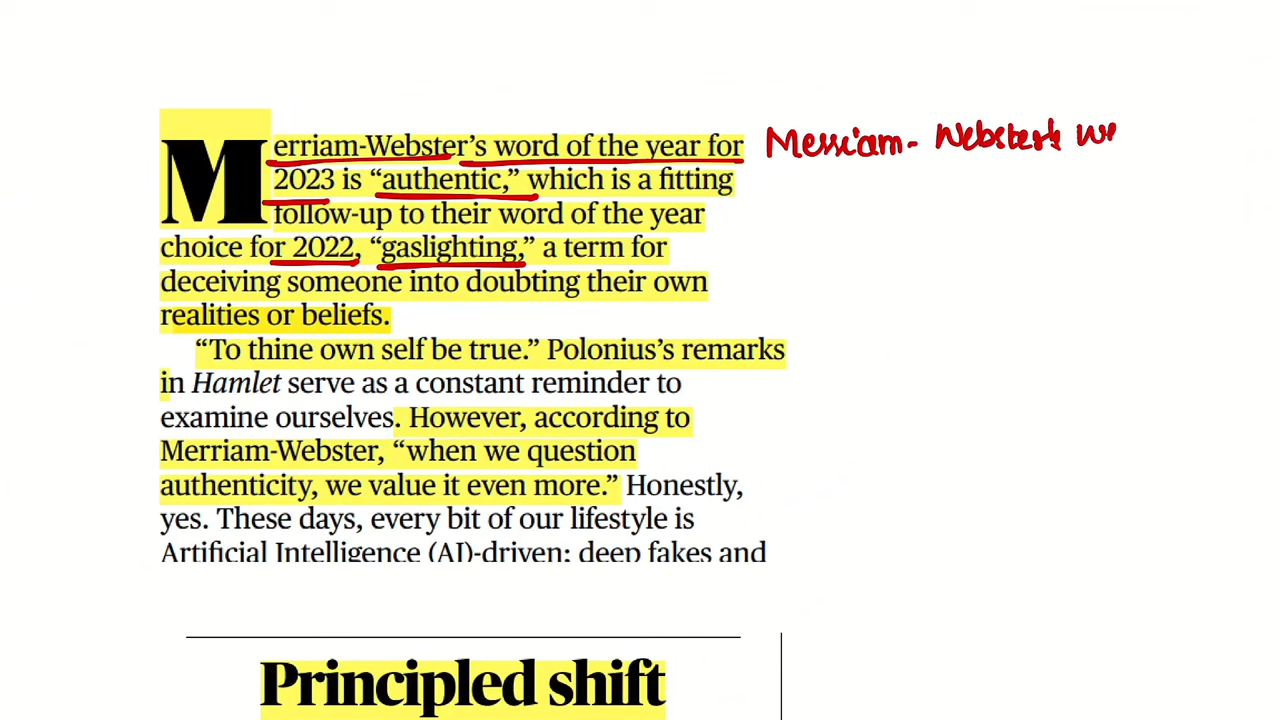 Merriam-Webster's word of the year for
2023 is “authentic,” which is a fitting
follow-up to their word of the year
choice for 2022, “gaslighting,” a term for
deceiving someone into doubting their own
realities or beliefs.
“To thine own self be true.” Polonius’s remarks
in Hamlet serve as a constant reminder to
examine ourselves. However, according to
Merriam-Webster, “when we question
authenticity, we value it even more.” Honestly,
yes. These days, every bit of our lifestyle is
Artificial Intelligence (AI)-driven; deep fakes and
Merriam- Webster's
Principled shift